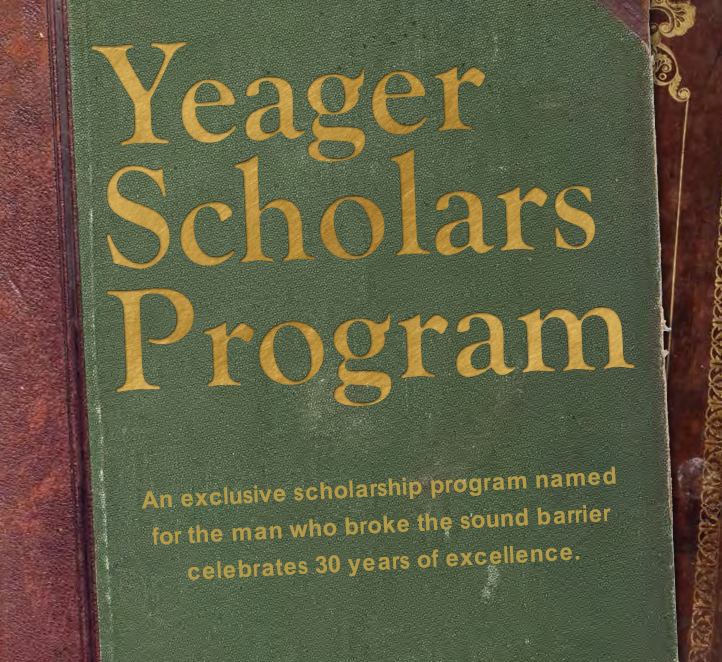 Yeager
Scholars
Program
An exclusive scholarship program named
for the man who broke the sound barrier
celebrates 30 years of excellence.